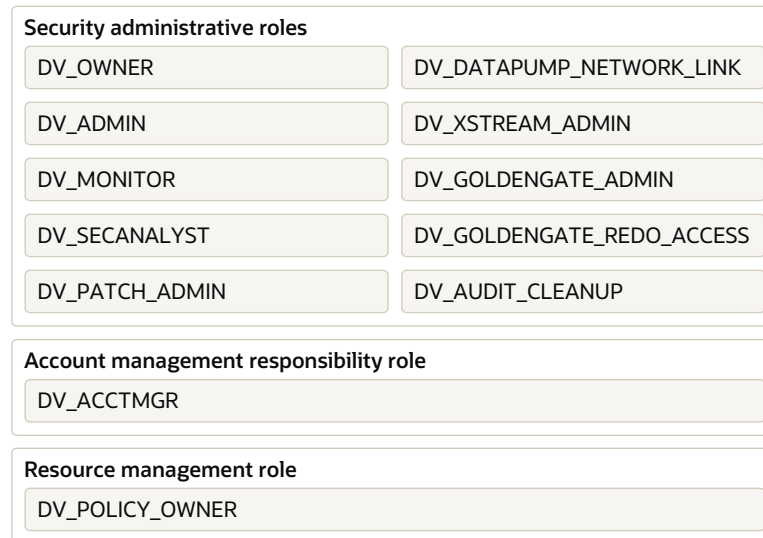 Security administrative roles
DV_OWNER
DV_DATAPUMP_NETWORK_LINK
DV_ADMIN
DV_XSTREAM_ADMIN
DV_MONITOR
DV_GOLDENGATE_ADMIN
DV_SECANALYST
DV_GOLDENGATE_REDO_ACCESS
DV_PATCH_ADMIN
DV_AUDIT_CLEANUP
Account management responsibility role
DV_ACCTMGR
Resource management role
DV_POLICY_OWNER